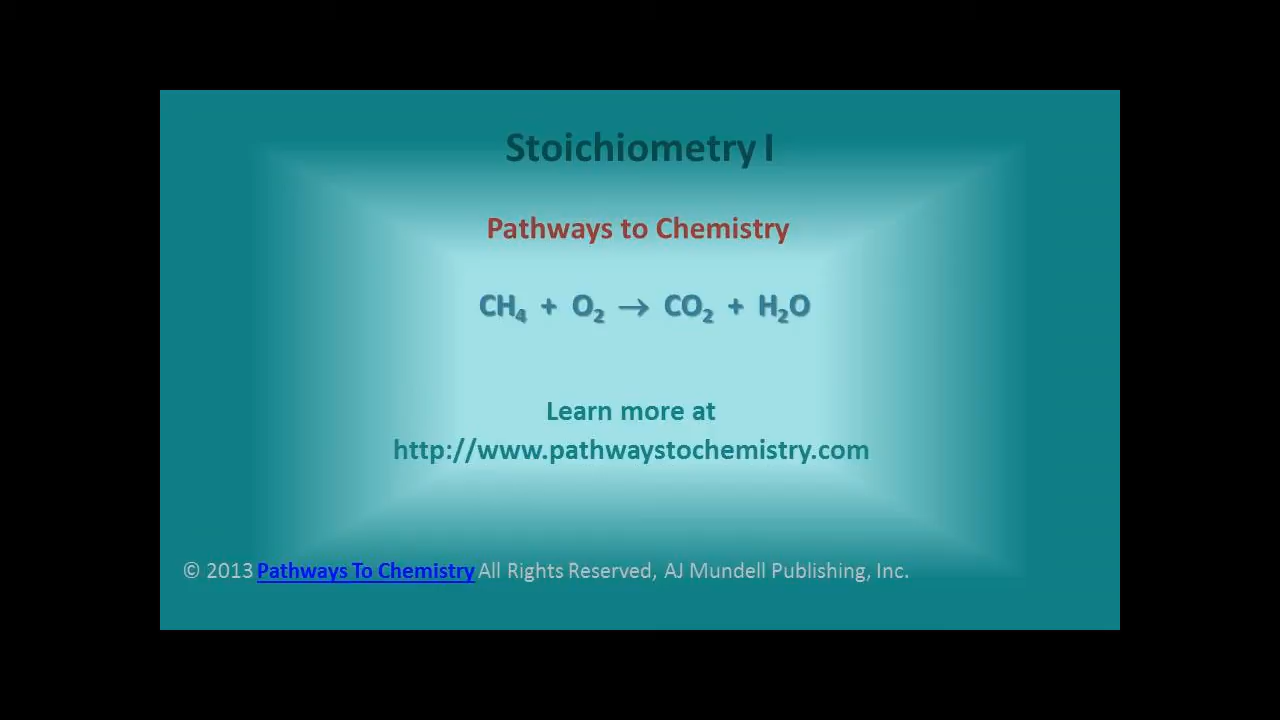 Stoichiometry I
Pathways to Chemistry
CH₄ + O₂ → CO₂ + H₂O
Learn more at
http://www.pathwaystochemistry.com
© 2013 Pathways To Chemistry All Rights Reserved, AJ Mundell Publishing, Inc.